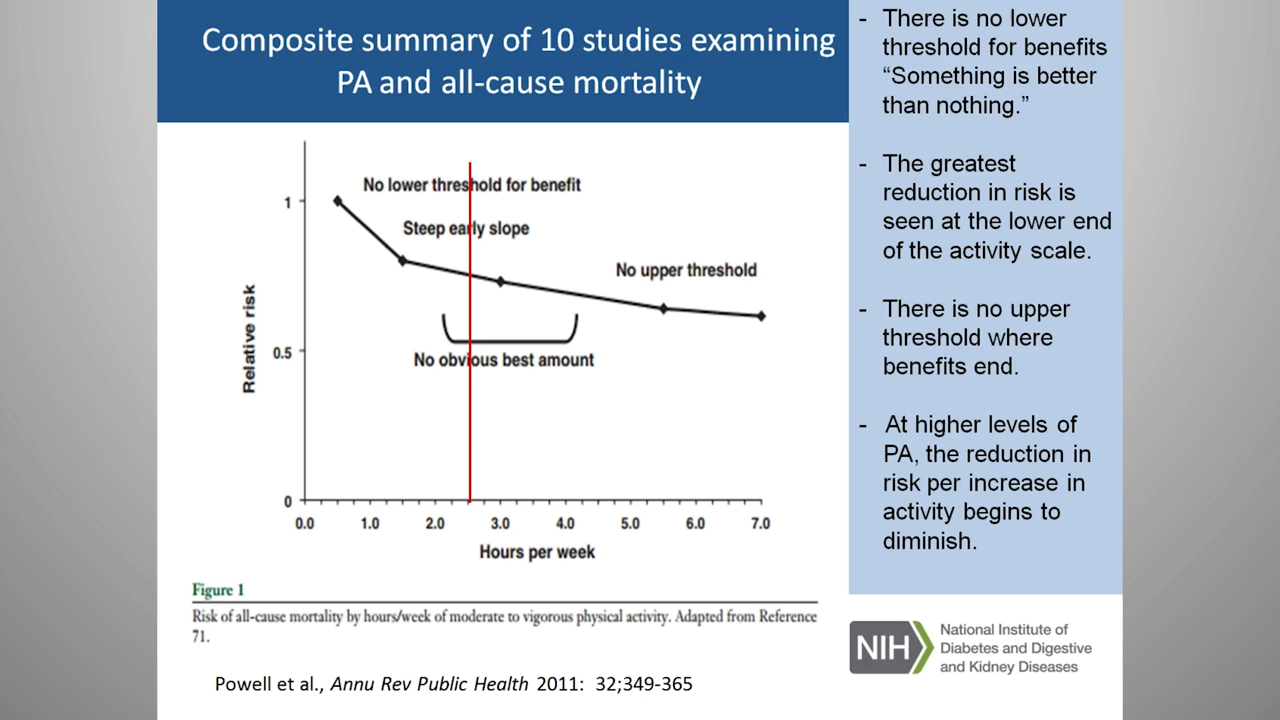 Composite summary of 10 studies examining
PA and all-cause mortality
No lower threshold for benefit
Steep early slope
No upper threshold
No obvious best amount
Relative risk
1
0.5
0
0.0 1.0 2.0 3.0 4.0 5.0 6.0 7.0
Hours per week
Figure 1
Risk of all-cause mortality by hours/week of moderate to vigorous physical activity. Adapted from Reference
71.
Powell et al., Annu Rev Public Health 2011: 32;349-365
- There is no lower
threshold for benefits
“Something is better
than nothing.”
- The greatest
reduction in risk is
seen at the lower end
of the activity scale.
- There is no upper
threshold where
benefits end.
- At higher levels of
PA, the reduction in
risk per increase in
activity begins to
diminish.
NIH
National Institute of
Diabetes and Digestive
and Kidney Diseases